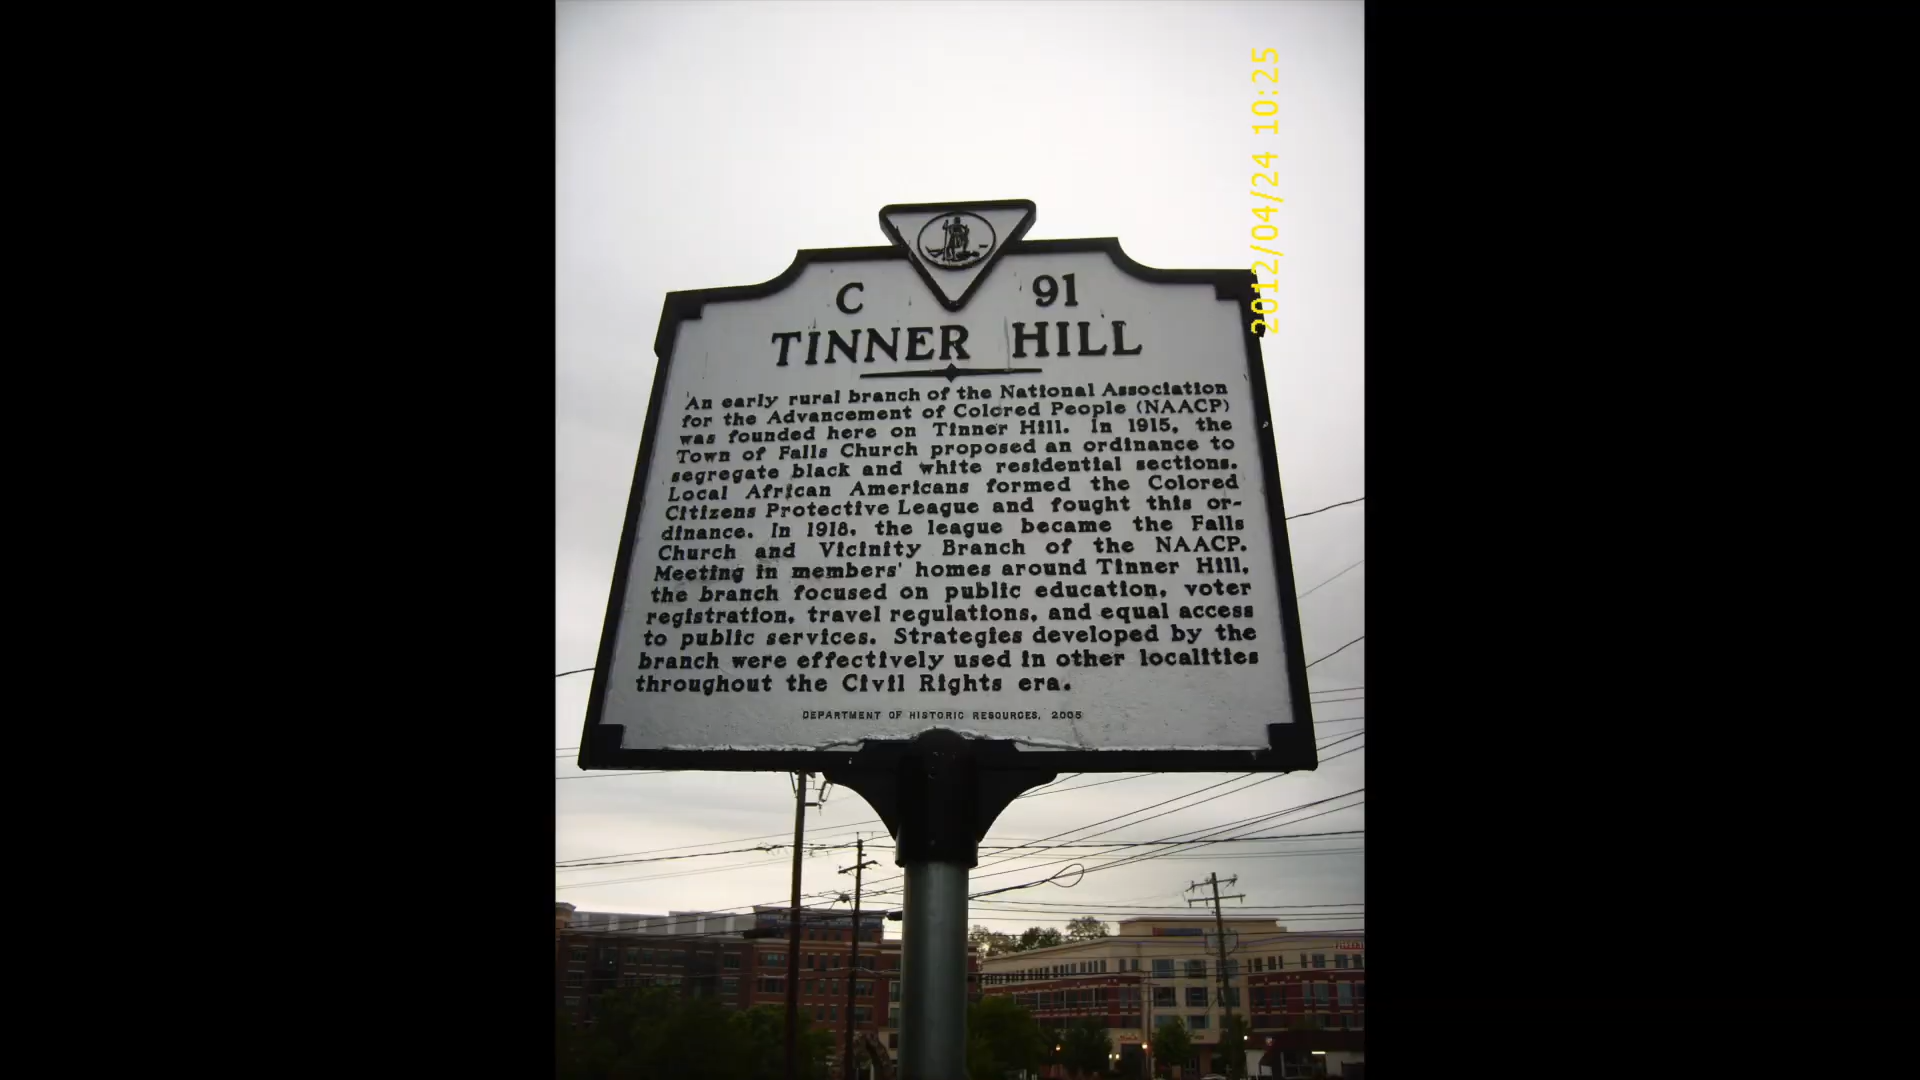 C 91
TINNER HILL
An early rural branch of the National Association
for the Advancement of Colored People (NAACP)
was founded here on Tinner Hill. In 1915, the
Town of Falls Church proposed an ordinance to
segregate black and white residential sections.
Local African Americans formed the Colored
Citizens Protective League and fought this or-
dinance. In 1918, the league became the Falls
Church and Vicinity Branch of the NAACP.
Meeting in members' homes around Tinner Hill,
the branch focused on public education, voter
registration, travel regulations, and equal access
to public services. Strategies developed by the
branch were effectively used in other localities
throughout the Civil Rights era.
DEPARTMENT OF HISTORIC RESOURCES, 2005
2012/04/24 10:25